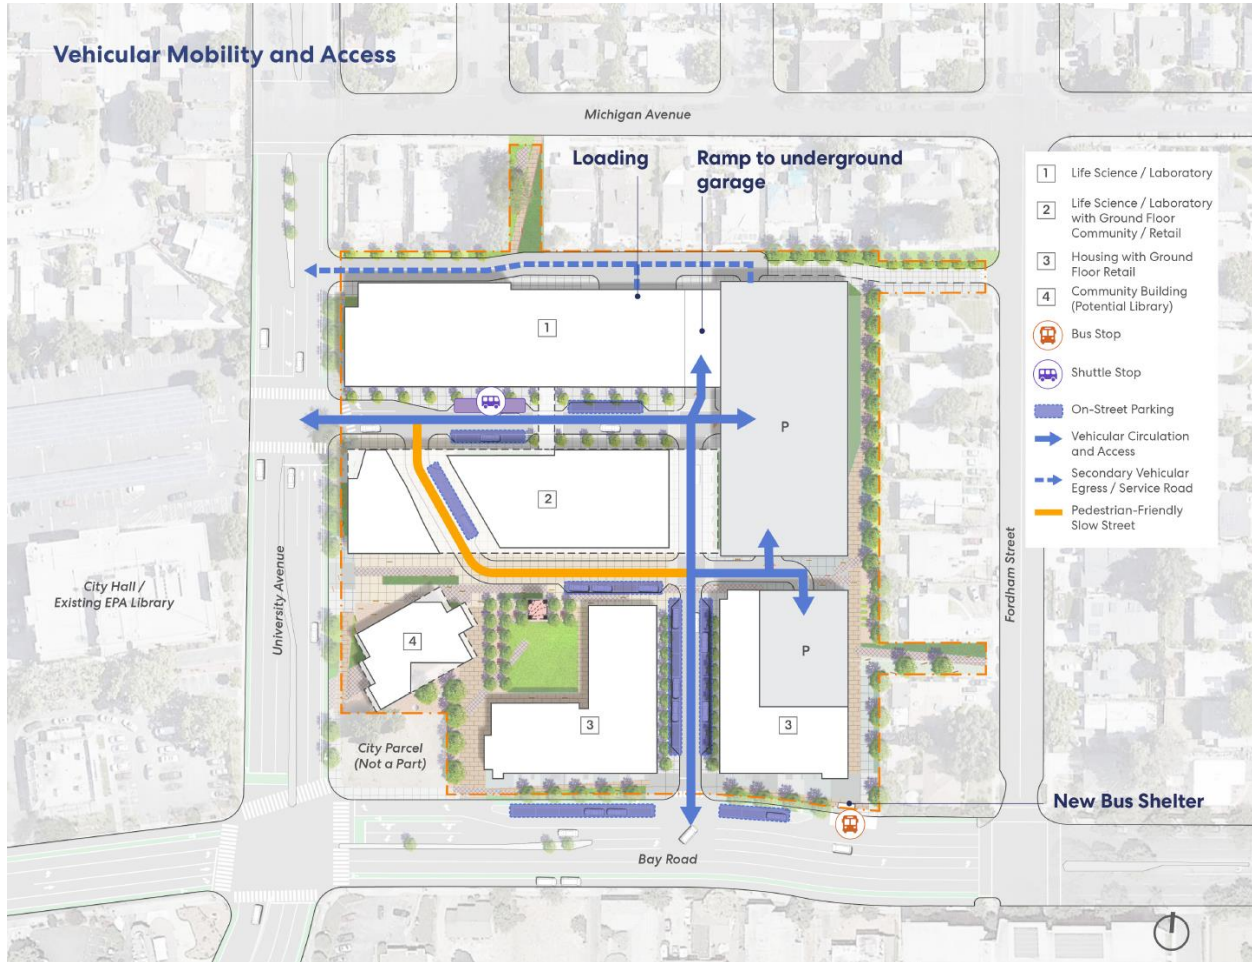 Vehicular Mobility and Access
Michigan Avenue
Loading
Ramp to underground
garage
1 Life Science / Laboratory
2 Life Science / Laboratory
with Ground Floor
Community / Retail
3 Housing with Ground
Floor Retail
4 Community Building
(Potential Library)
Bus Stop
Shuttle Stop
On-Street Parking
Vehicular Circulation
and Access
Secondary Vehicular
Egress / Service Road
Pedestrian-Friendly
Slow Street
1
P
2
City Hall /
Existing EPA Library
University Avenue
Fordham Street
4
P
3
3
City Parcel
(Not a Part)
New Bus Shelter
Bay Road